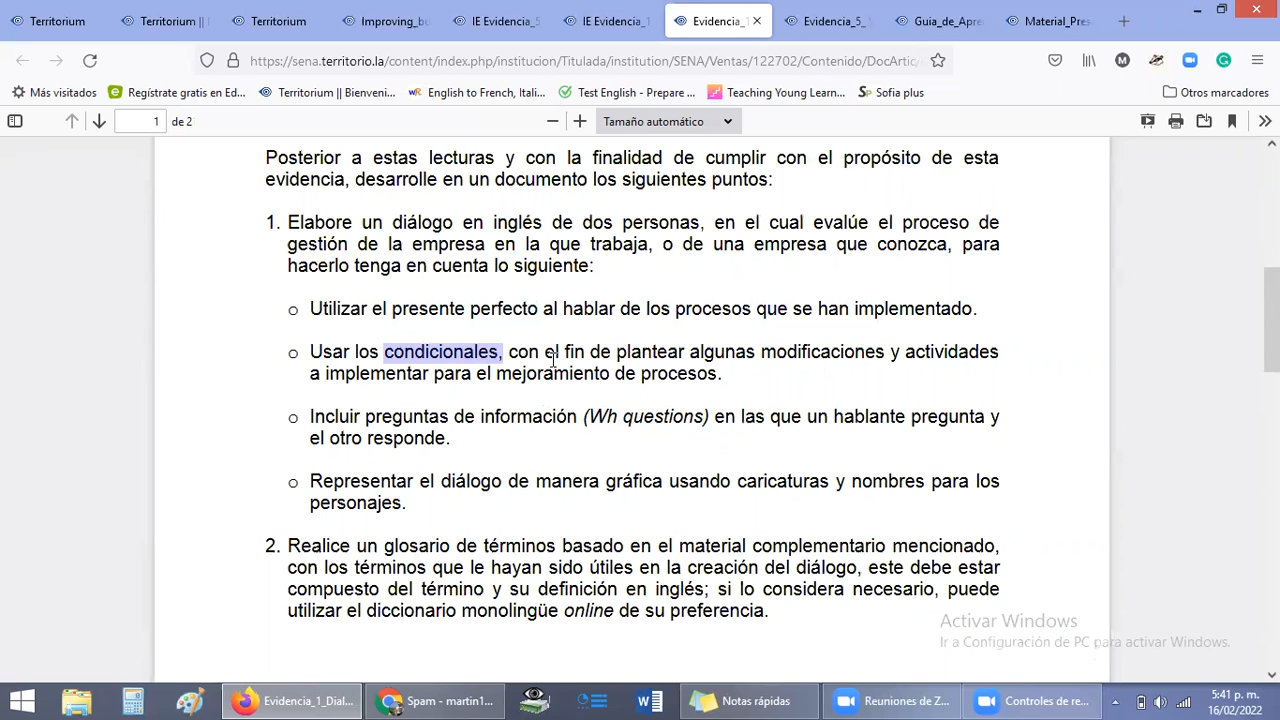 Territorium
Territorium || (
Territorium
Improving_bu
IE Evidencia_5
IE Evidencia_1
Evidencia_1
Evidencia_5_
Guia_de_Apre
Material_Pres
https://sena.territorio.la/content/index.php/institucion/Titulada/institution/SENA/Ventas/122702/Contenido/DocArtic/
Más visitados
Regístrate gratis en Ed...
Territorium || Bienveni...
English to French, Itali...
Test English - Prepare ...
Teaching Young Lear...
Sofia plus
Otros marcadores
1 de 2
Tamaño automático
Posterior a estas lecturas y con la finalidad de cumplir con el propósito de esta
evidencia, desarrolle en un documento los siguientes puntos:
1. Elabore un diálogo en inglés de dos personas, en el cual evalúe el proceso de
gestión de la empresa en la que trabaja, o de una empresa que conozca, para
hacerlo tenga en cuenta lo siguiente:
o Utilizar el presente perfecto al hablar de los procesos que se han implementado.
o Usar los condicionales, con el fin de plantear algunas modificaciones y actividades
a implementar para el mejoramiento de procesos.
o Incluir preguntas de información (Wh questions) en las que un hablante pregunta y
el otro responde.
o Representar el diálogo de manera gráfica usando caricaturas y nombres para los
personajes.
2. Realice un glosario de términos basado en el material complementario mencionado,
con los términos que le hayan sido útiles en la creación del diálogo, este debe estar
compuesto del término y su definición en inglés; si lo considera necesario, puede
utilizar el diccionario monolingüe online de su preferencia.
Activar Windows
Ir a Configuración de PC para activar Windows.
Evidencia_1_Dial...
Spam - martin1...
Notas rápidas
Reuniones de Z...
Controles de re...
5:41 p. m.
16/02/2022